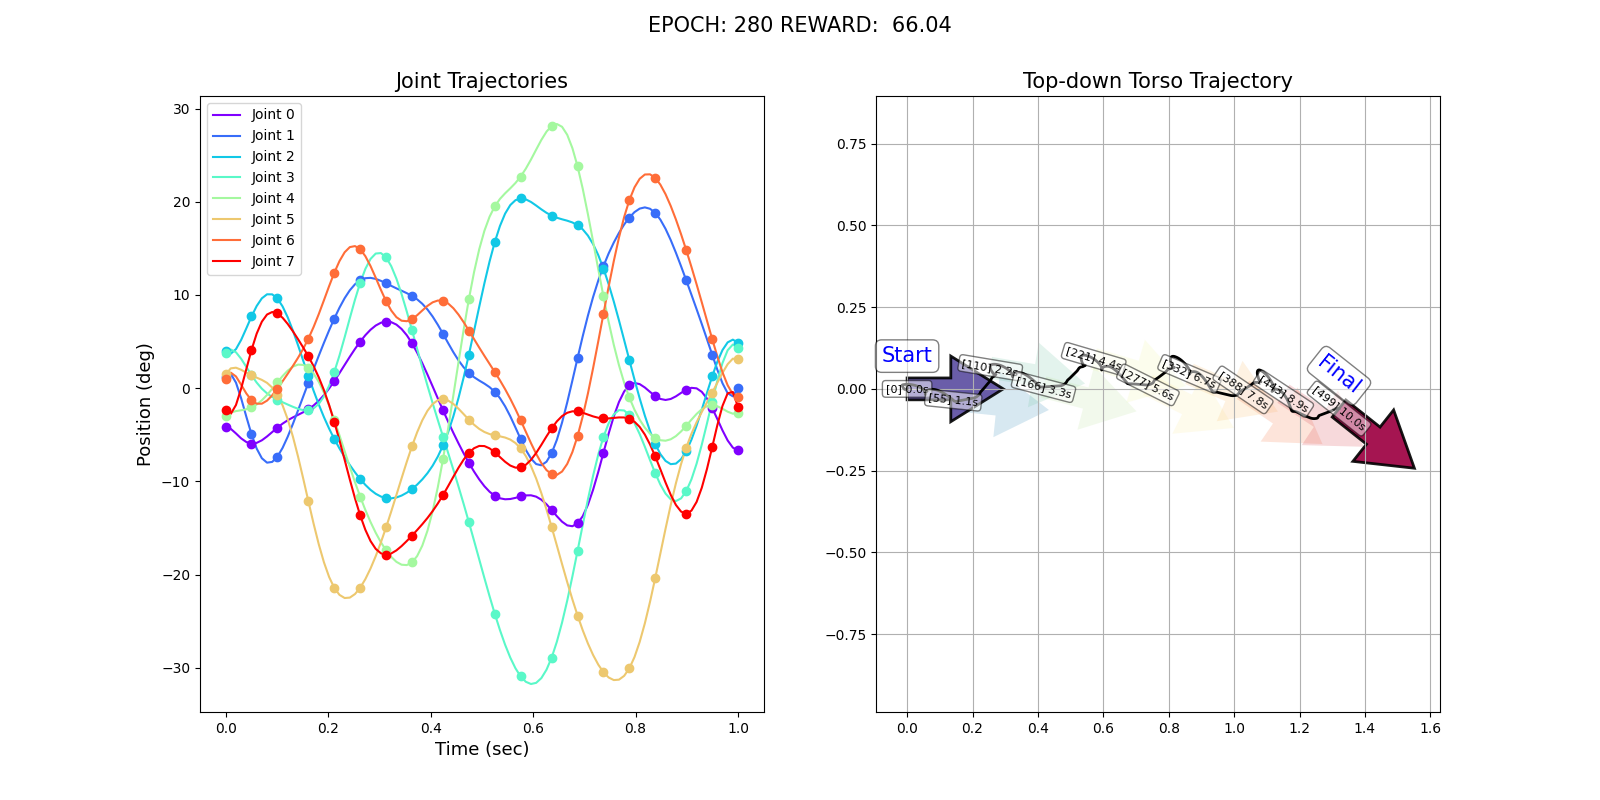 EPOCH: 280 REWARD:  66.04
Joint Trajectories
Joint 0
Joint 1
Joint 2
Joint 3
Joint 4
Joint 5
Joint 6
Joint 7
30
20
10
0
−10
−20
−30
Position (deg)
0.0
0.2
0.4
0.6
0.8
1.0
Time (sec)
Top-down Torso Trajectory
0.75
0.50
0.25
0.00
−0.25
−0.50
−0.75
Start
Final
[0] 0.0s
[55] 1.1s
[110] 2.2s
[166] 3.3s
[221] 4.4s
[277] 5.6s
[332] 6.7s
[388] 7.8s
[443] 8.9s
[499] 10.0s
0.0
0.2
0.4
0.6
0.8
1.0
1.2
1.4
1.6